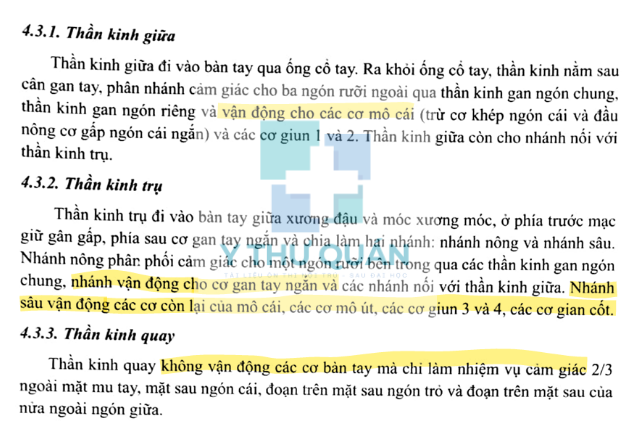 4.3.1. Thần kinh giữa
Thần kinh giữa đi vào bàn tay qua ống cổ tay. Ra khỏi ống cổ tay, thần kinh nằm sau
cân gan tay, phân nhánh cảm giác cho ba ngón rưỡi ngoài qua thần kinh gan ngón chung,
thần kinh gan ngón riêng và vận động cho các cơ mô cái (trừ cơ khép ngón cái và đầu
nông cơ gấp ngón cái ngắn) và các cơ giun 1 và 2. Thần kinh giữa còn cho nhánh nối với
thần kinh trụ.
4.3.2. Thần kinh trụ
Thần kinh trụ đi vào bàn tay giữa xương đậu và móc xương móc, ở phía trước mạc
giữ gân gấp, phía sau cơ gan tay ngắn và chia làm hai nhánh: nhánh nông và nhánh sâu.
Y THƯ QUÁN
Nhánh nông phân phối cảm giác cho một ngón rưỡi bên trong qua các thần kinh gan ngón
chung, nhánh vận động cho cơ gan tay ngắn và các nhánh nối với thần kinh giữa. Nhánh
sâu vận động các cơ còn lại của mô cái, các cơ mô út, các cơ giun 3 và 4, các cơ gian cốt.
4.3.3. Thần kinh quay
Thần kinh quay không vận động các cơ bàn tay mà chỉ làm nhiệm vụ cảm giác 2/3
ngoài mặt mu tay, mặt sau ngón cái, đoạn trên mặt sau ngón trỏ và đoạn trên mặt sau của
nửa ngoài ngón giữa.